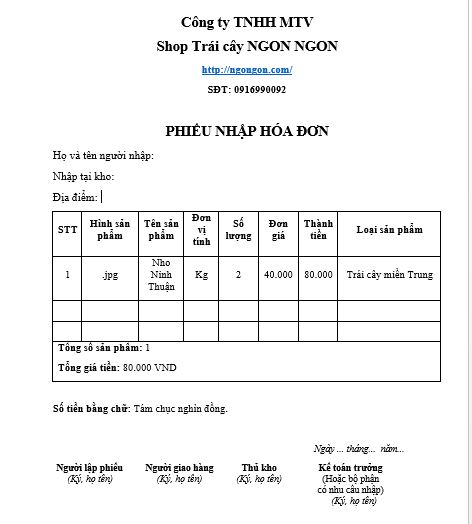 Công ty TNHH MTV
Shop Trái cây NGON NGON
http://ngongon.com/
SĐT: 0916990092
PHIẾU NHẬP HÓA ĐƠN
Họ và tên người nhập:
Nhập tại kho:
Địa điểm:
STT Hình sản phẩm Tên sản phẩm Đơn vị tính Số lượng Đơn giá Thành tiền Loại sản phẩm
1 .jpg Nho Ninh Thuận Kg 2 40.000 80.000 Trái cây miền Trung
Tổng số sản phẩm: 1
Tổng giá tiền: 80.000 VND
Số tiền bằng chữ: Tám chục nghìn đồng.
Ngày ... tháng... năm...
Người lập phiếu Người giao hàng Thủ kho Kế toán trưởng
(Ký, họ tên) (Ký, họ tên) (Ký, họ tên) (Hoặc bộ phận
có nhu cầu nhập)
(Ký, họ tên)